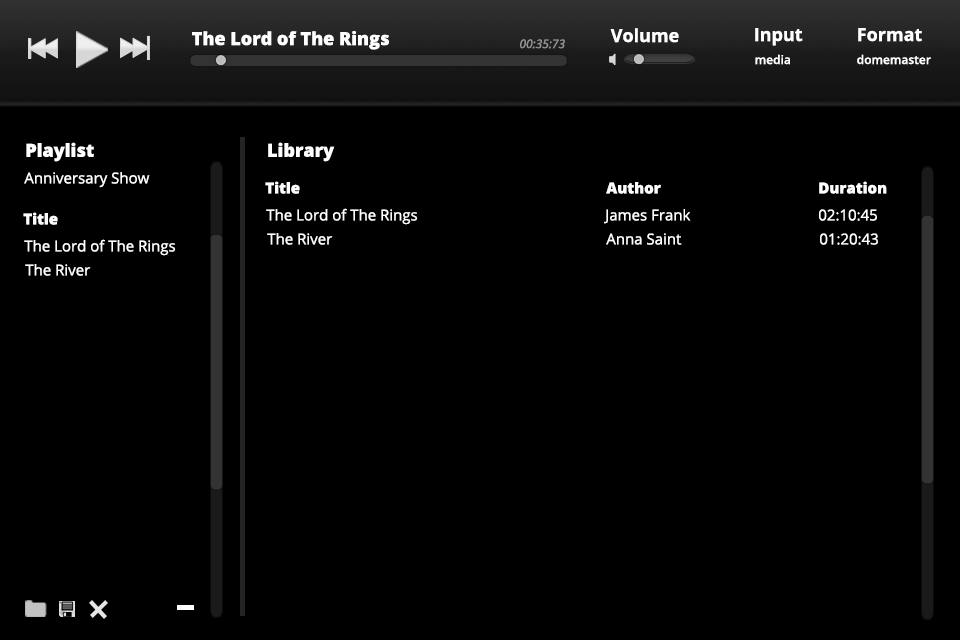 The Lord of The Rings
00:35:73
Volume
Input
media
Format
domemaster
Playlist
Anniversary Show
Title
The Lord of The Rings
The River
Library
Title Author Duration
The Lord of The Rings James Frank 02:10:45
The River Anna Saint 01:20:43